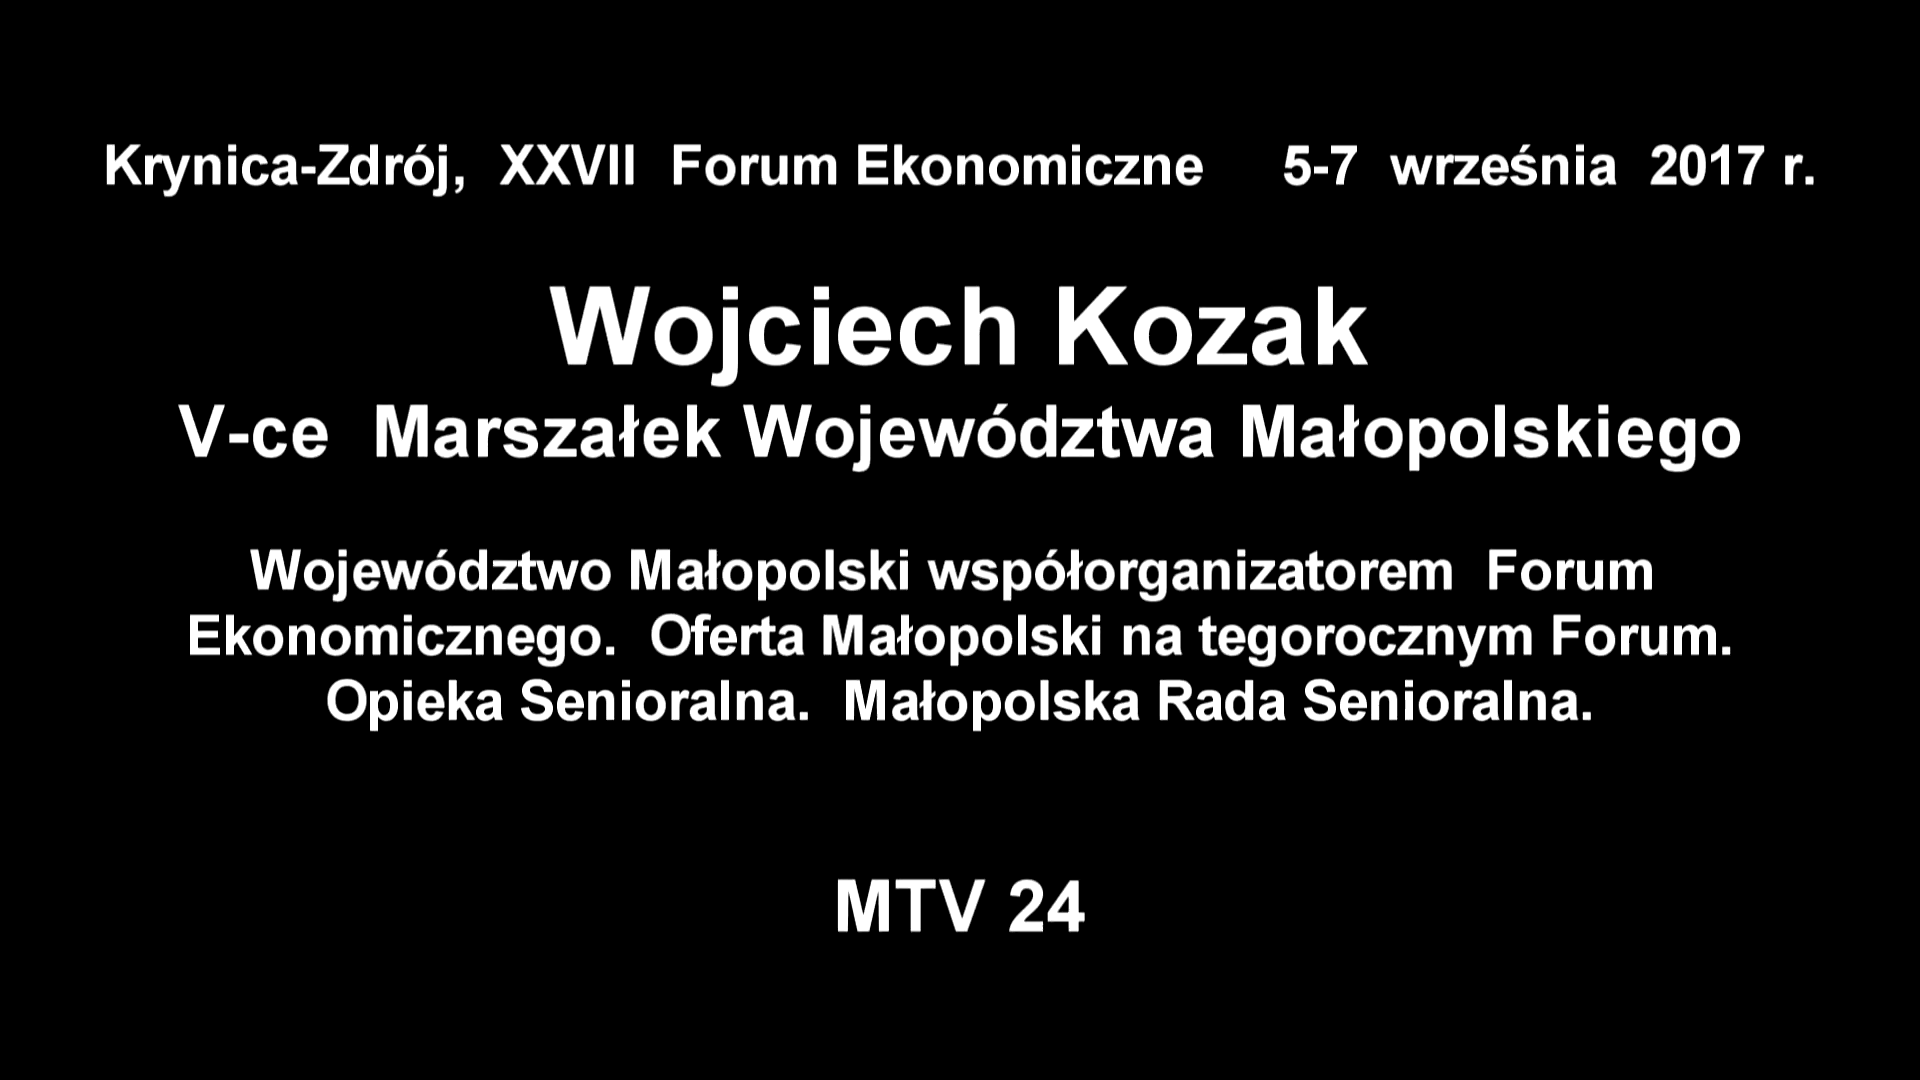 Krynica-Zdrój, XXVII Forum Ekonomiczne 5-7 września 2017 r.
Wojciech Kozak
V-ce Marszałek Województwa Małopolskiego
Województwo Małopolski współorganizatorem Forum
Ekonomicznego. Oferta Małopolski na tegorocznym Forum.
Opieka Senioralna. Małopolska Rada Senioralna.
MTV 24